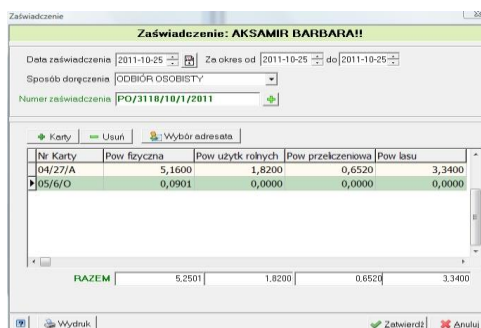 Zaświadczenie
Zaświadczenie: AKSAMIR BARBARA!!
Data zaświadczenia 2011-10-25 Za okres od 2011-10-25 do 2011-10-25
Sposób doręczenia ODBIÓR OSOBISTY
Numer zaświadczenia PO/3118/10/1/2011
Karty Usuń Wybór adresata
Nr Karty Pow fizyczna Pow użytk rolnych Pow przeliczeniowa Pow lasu
04/27/A 5,1600 1,8200 0,6520 3,3400
05/6/O 0,0901 0,0000 0,0000 0,0000
RAZEM 5,2501 1,8200 0,6520 3,3400
Wydruk Zatwierdź Anuluj